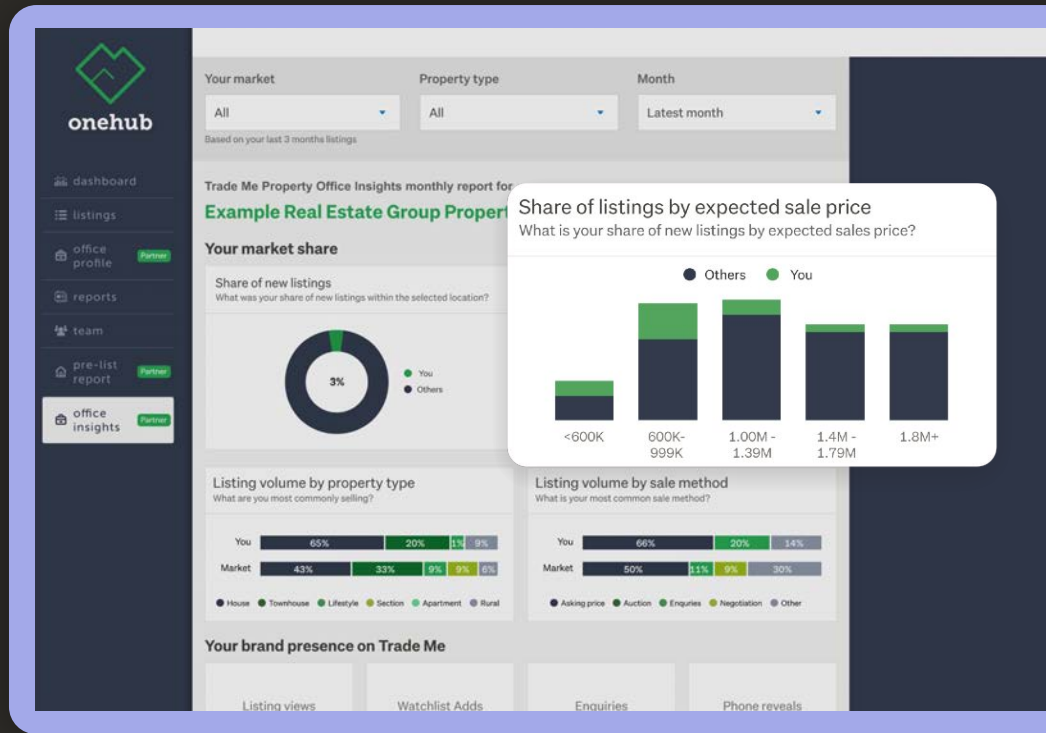 onehub
dashboard
listings
office
profile
Partner
reports
team
pre-list
report
Partner
office
insights
Partner
Your market
Property type
Month
All
All
Latest month
Based on your last 3 months listings
Trade Me Property Office Insights monthly report for
Example Real Estate Group Propert
Your market share
Share of new listings
What was your share of new listings within the selected location?
3%
You
Others
Share of listings by expected sale price
What is your share of new listings by expected sales price?
Others
You
<600K
600K-
999K
1.00M -
1.39M
1.4M -
1.79M
1.8M+
Listing volume by property type
What are you most commonly selling?
You
65%
20%
1%
9%
Market
43%
33%
9%
9%
6%
House
Townhouse
Lifestyle
Section
Apartment
Rural
Listing volume by sale method
What is your most common sale method?
You
66%
20%
14%
Market
50%
11%
9%
30%
Asking price
Auction
Enquries
Negotiation
Other
Your brand presence on Trade Me
Listing views
Watchlist Adds
Enquiries
Phone reveals